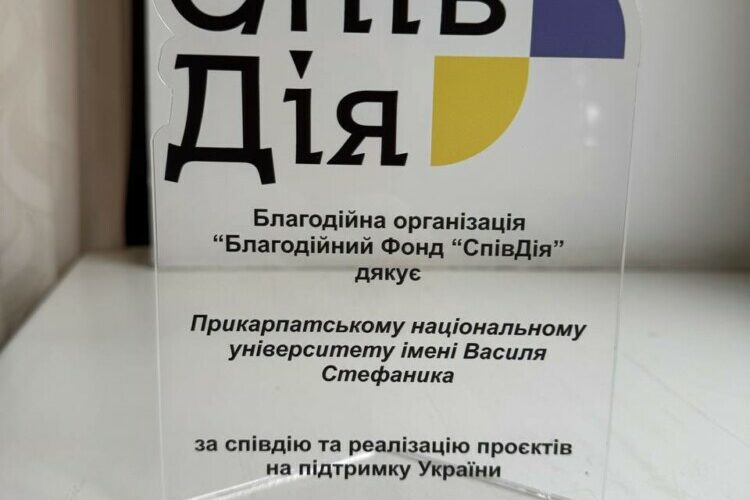 Спів
Дія
Благодійна організація
“Благодійний Фонд “СпівДія”
дякує
Прикарпатському національному
університету імені Василя
Стефаника
за співдію та реалізацію проєктів
на підтримку України